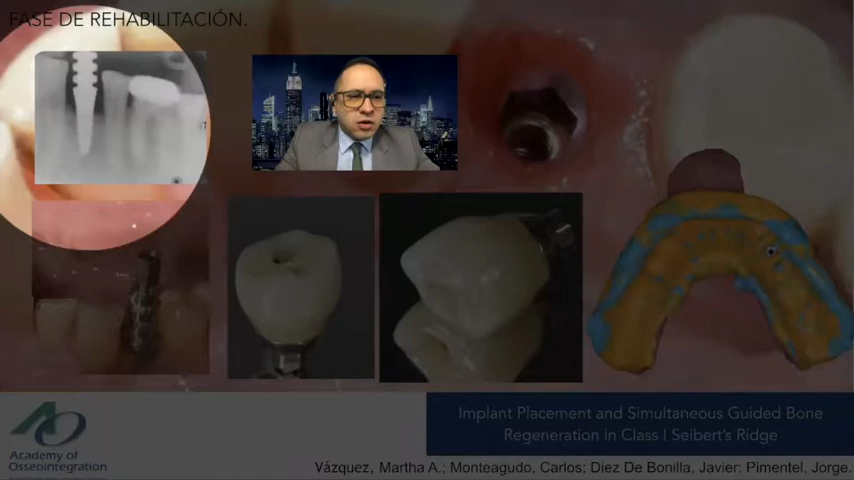 FASE DE REHABILITACIÓN.
Implant Placement and Simultaneous Guided Bone
Regeneration in Class I Seibert's Ridge
Academy of
Osseointegration
Vázquez, Martha A.; Monteagudo, Carlos; Diez De Bonilla, Javier; Pimentel, Jorge.